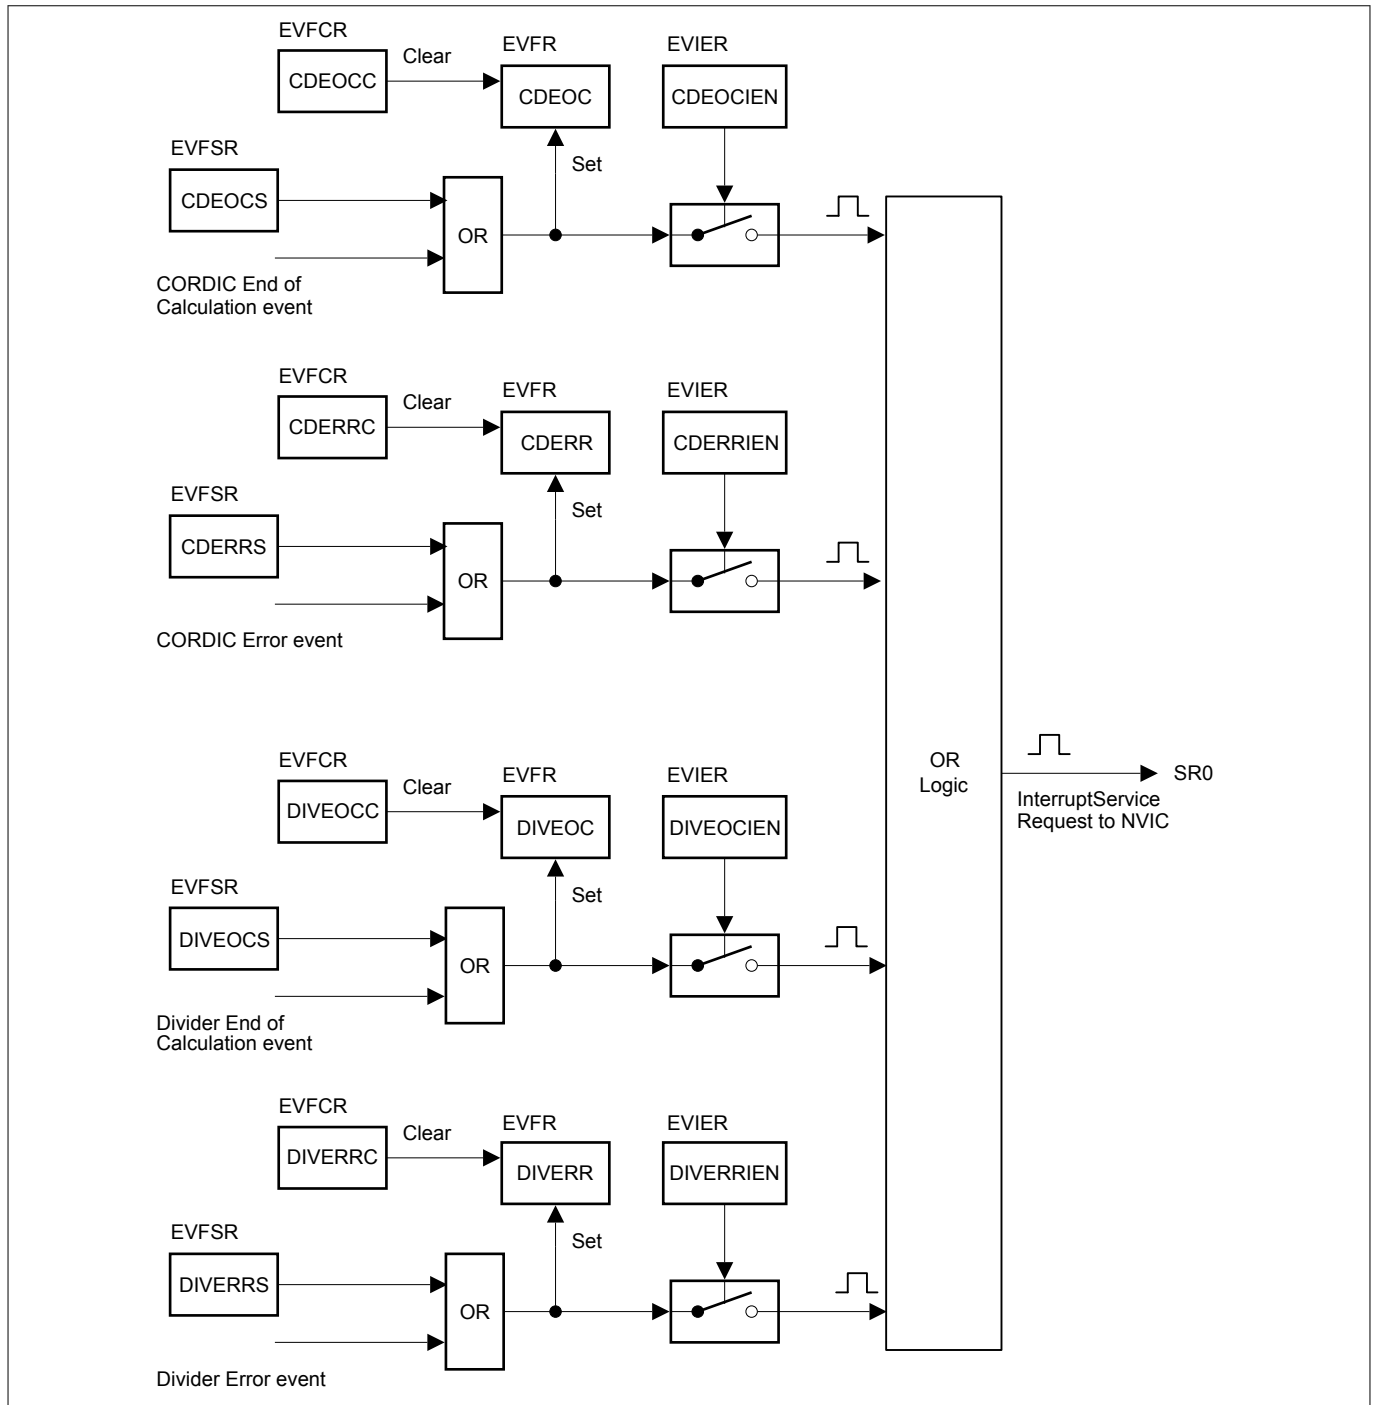 EVFCR
Clear
EVFR
EVIER
CDEOCC
CDEOC
CDEOCIEN
EVFSR
Set
CDEOCS
OR
CORDIC End of
Calculation event
EVFCR
Clear
EVFR
EVIER
CDERRC
CDERR
CDERRIEN
EVFSR
Set
CDERRS
OR
CORDIC Error event
EVFCR
Clear
EVFR
EVIER
DIVEOCC
DIVEOC
DIVEOCIEN
EVFSR
Set
DIVEOCS
OR
Divider End of
Calculation event
EVFCR
Clear
EVFR
EVIER
DIVERRC
DIVERR
DIVERRIEN
EVFSR
Set
DIVERRS
OR
Divider Error event
OR
Logic
SR0
InterruptService
Request to NVIC